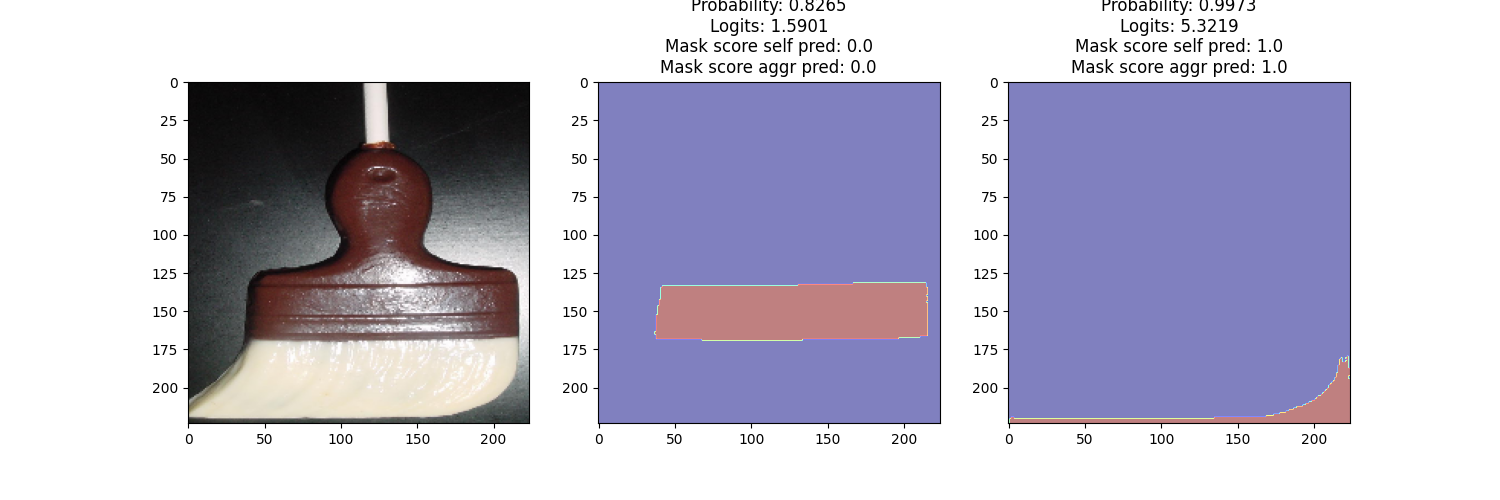 Probability: 0.8265
Logits: 1.5901
Mask score self pred: 0.0
Mask score aggr pred: 0.0
Probability: 0.9973
Logits: 5.3219
Mask score self pred: 1.0
Mask score aggr pred: 1.0
0
25
50
75
100
125
150
175
200
0 50 100 150 200
0
25
50
75
100
125
150
175
200
0 50 100 150 200
0
25
50
75
100
125
150
175
200
0 50 100 150 200